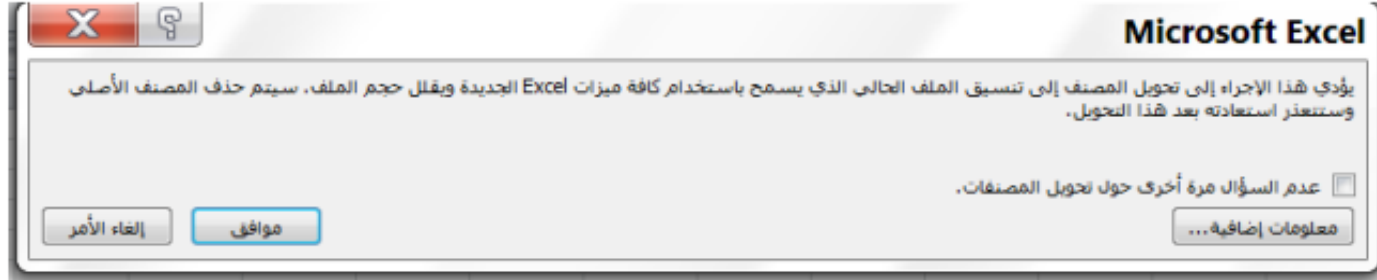 Microsoft Excel
يؤدي هذا الإجراء إلى تحويل المصنف إلى تنسيق الملف الحالي الذي يسمح باستخدام كافة ميزات Excel الجديدة ويقلل حجم الملف. سيتم حذف المصنف الأصلي
وستتعذر استعادته بعد هذا التحويل.
عدم السؤال مرة أخرى حول تحويل المصنفات.
معلومات إضافية...
موافق
إلغاء الأمر